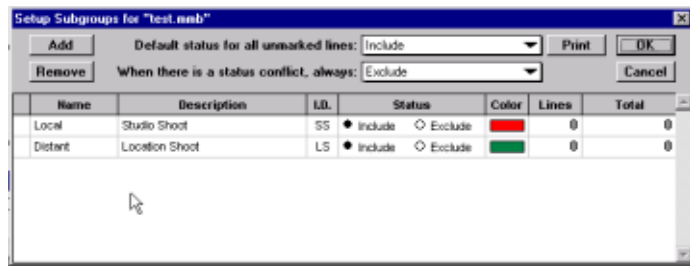 Setup Subgroups for "test.mmb"
Add Default status for all unmarked lines: Include Print OK
Remove When there is a status conflict, always: Exclude Cancel
Name Description I.D. Status Color Lines Total
Local Studio Shoot SS Include Exclude 0 0
Distant Location Shoot LS Include Exclude 0 0